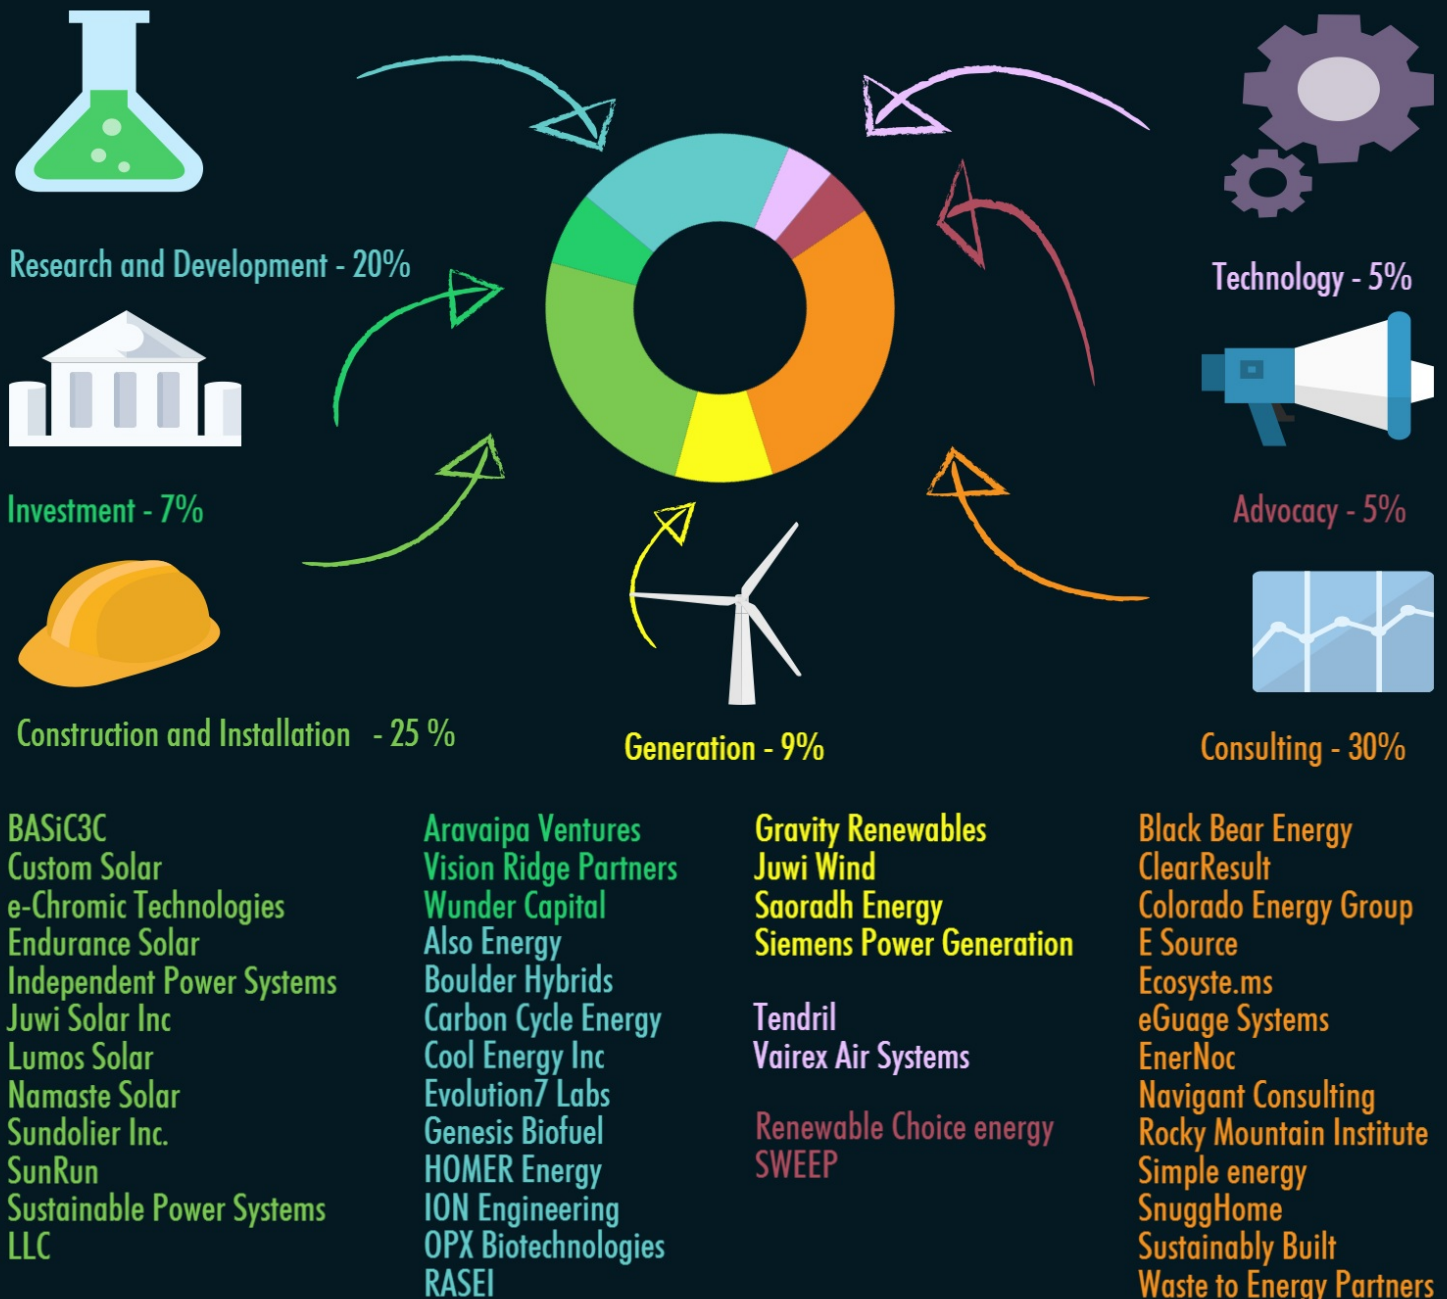 Research and Development - 20%
Technology - 5%
Investment - 7%
Advocacy - 5%
Construction and Installation - 25 %
Generation - 9%
Consulting - 30%
BASiC3C
Custom Solar
e-Chromic Technologies
Endurance Solar
Independent Power Systems
Juwi Solar Inc
Lumos Solar
Namaste Solar
Sundolier Inc.
SunRun
Sustainable Power Systems
LLC
Aravaipa Ventures
Vision Ridge Partners
Wunder Capital
Also Energy
Boulder Hybrids
Carbon Cycle Energy
Cool Energy Inc
Evolution7 Labs
Genesis Biofuel
HOMER Energy
ION Engineering
OPX Biotechnologies
RASEI
Gravity Renewables
Juwi Wind
Saoradh Energy
Siemens Power Generation
Tendril
Vairex Air Systems
Renewable Choice energy
SWEEP
Black Bear Energy
ClearResult
Colorado Energy Group
E Source
Ecosyste.ms
eGuage Systems
EnerNoc
Navigant Consulting
Rocky Mountain Institute
Simple energy
SnuggHome
Sustainably Built
Waste to Energy Partners